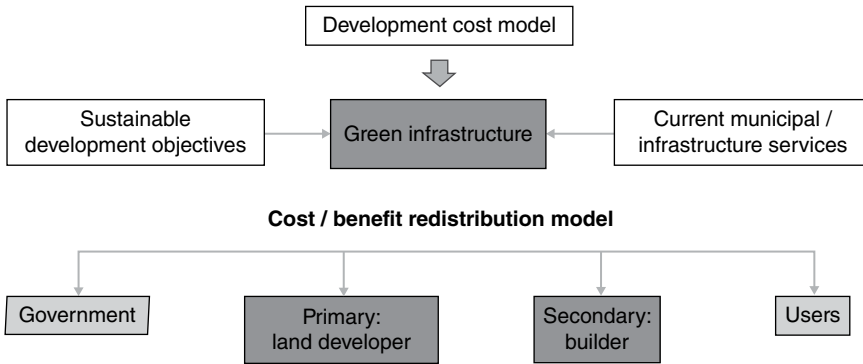 Development cost model
Sustainable
development objectives
Green infrastructure
Current municipal /
infrastructure services
Cost / benefit redistribution model
Government
Primary:
land developer
Secondary:
builder
Users